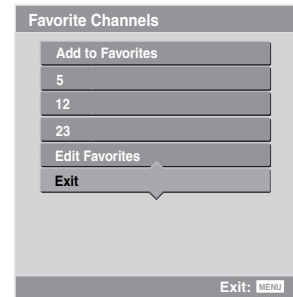 Favorite Channels
Add to Favorites
5
12
23
Edit Favorites
Exit
Exit: MENU